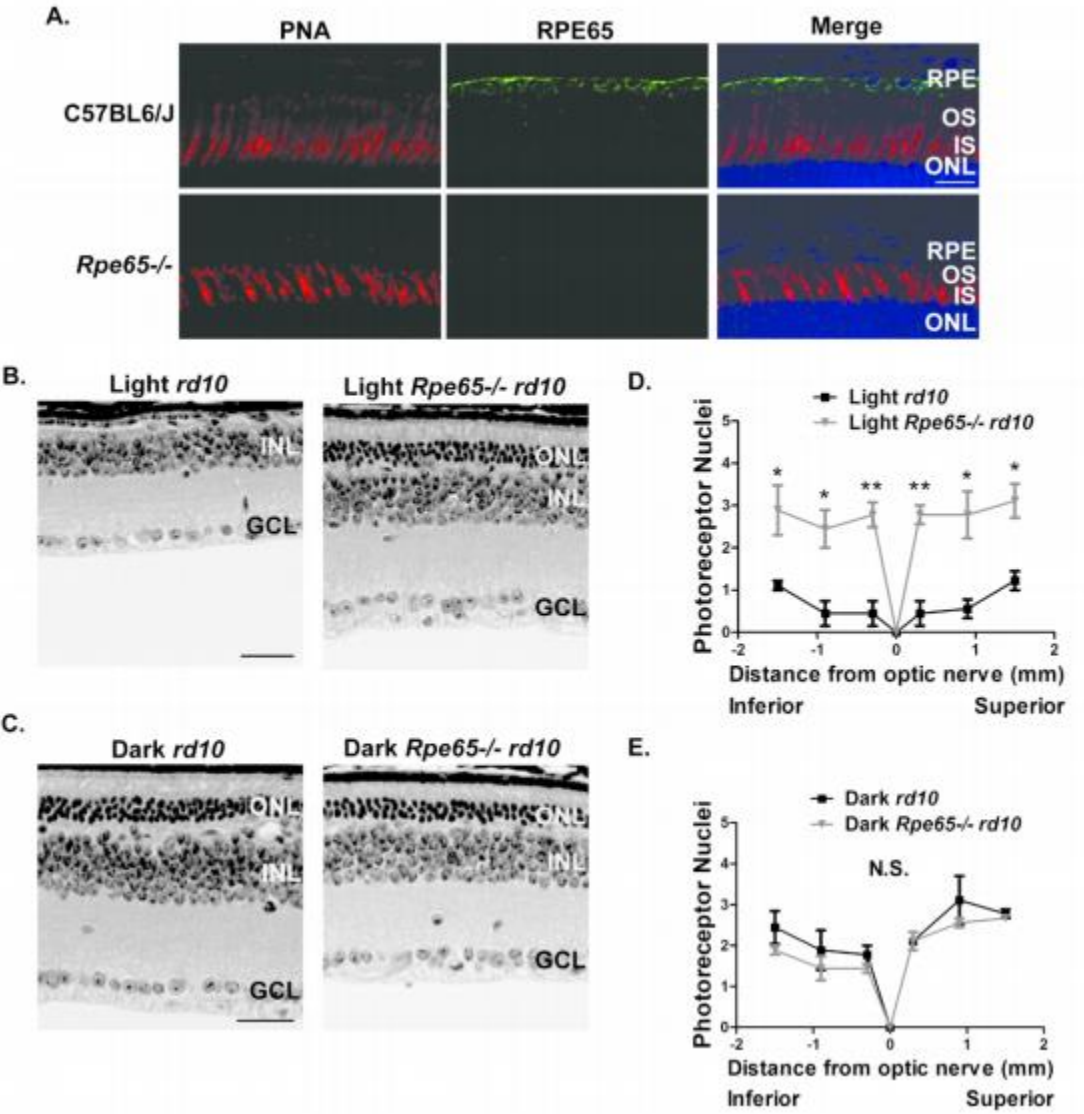 A.
PNA RPE65 Merge
C57BL6/J
RPE
OS
IS
ONL
Rpe65-/-
RPE
OS
IS
ONL
B.
Light rd10 Light Rpe65-/- rd10
INL
GCL
ONL
INL
GCL
C.
Dark rd10 Dark Rpe65-/- rd10
ONL
INL
GCL
ONL
INL
GCL
D.
Light rd10
Light Rpe65-/- rd10
Photoreceptor Nuclei
5
4
3
2
1
0
* * ** ** * *
-2 -1 0 1 2
Distance from optic nerve (mm)
Inferior Superior
E.
Dark rd10
Dark Rpe65-/- rd10
N.S.
Photoreceptor Nuclei
5
4
3
2
1
0
-2 -1 0 1 2
Distance from optic nerve (mm)
Inferior Superior